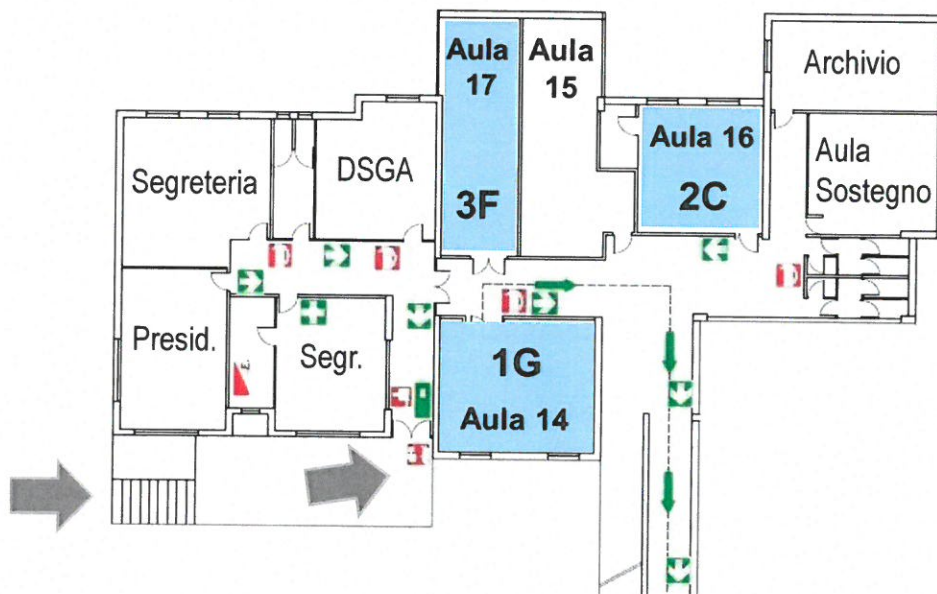 Aula
17
3F
Aula
15
Archivio
Aula 16
2C
Aula
Sostegno
Segreteria
DSGA
Presid.
E.
Segr.
1G
Aula 14